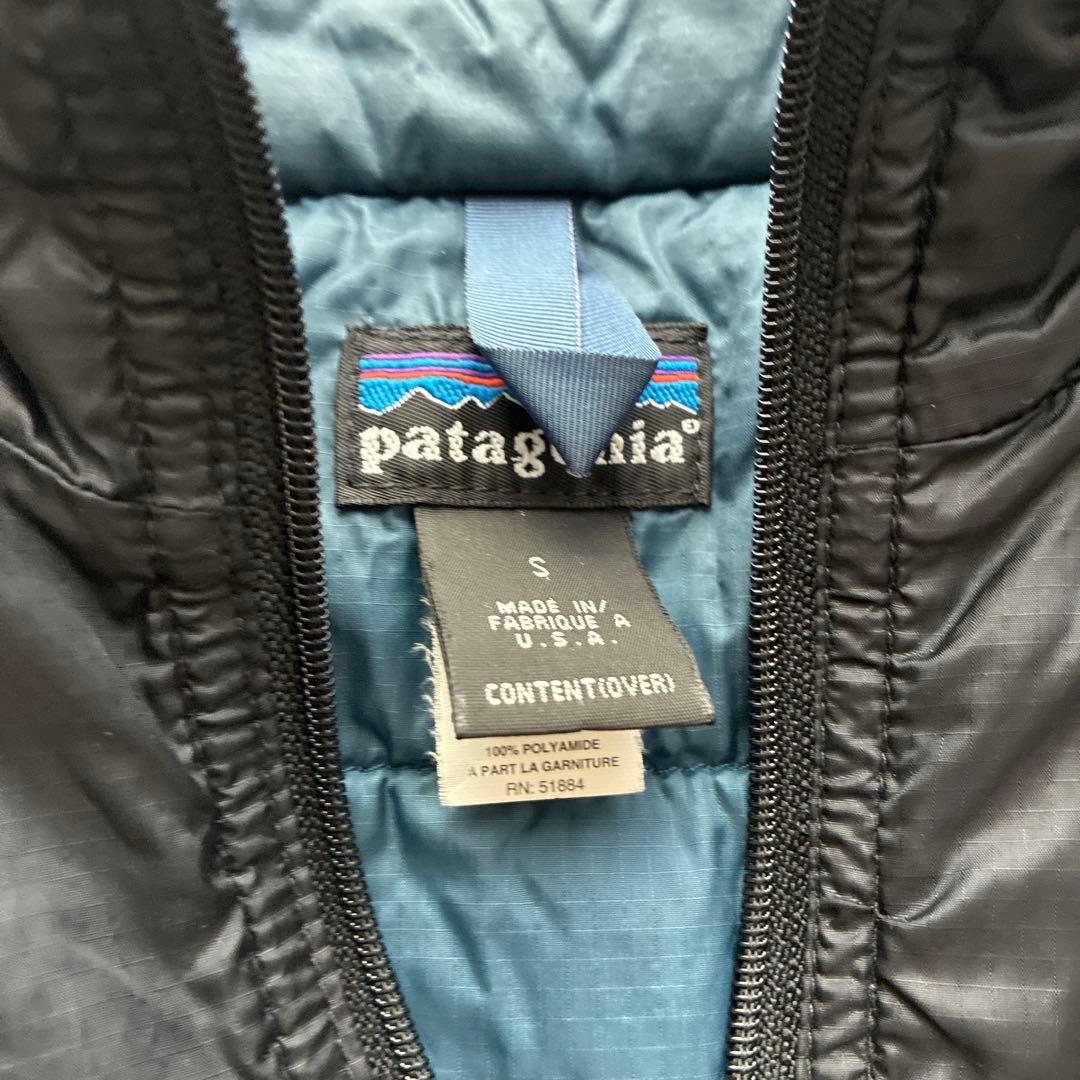 patagonia
S
MADE IN/
FABRIQUE A
U.S.A.
CONTENT(OVER)
100% POLYAMIDE
A PART LA GARNITURE
RN: 51884